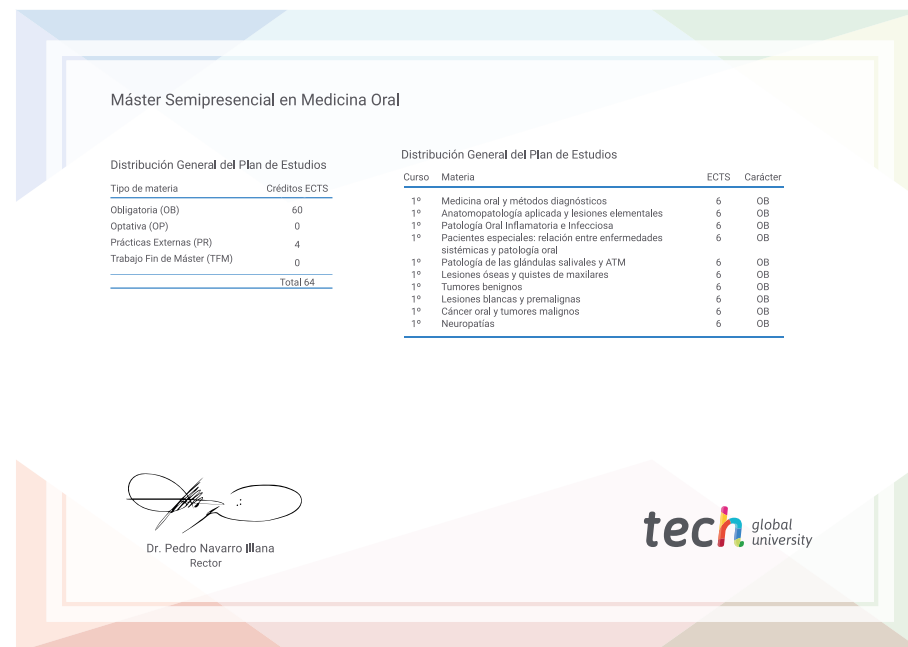 Máster Semipresencial en Medicina Oral
Distribución General del Plan de Estudios
Tipo de materia Créditos ECTS
Obligatoria (OB) 60
Optativa (OP) 0
Prácticas Externas (PR) 4
Trabajo Fin de Máster (TFM) 0
Total 64
Distribución General del Plan de Estudios
Curso Materia ECTS Carácter
1º Medicina oral y métodos diagnósticos 6 OB
1º Anatomopatología aplicada y lesiones elementales 6 OB
1º Patología Oral Inflamatoria e Infecciosa 6 OB
1º Pacientes especiales: relación entre enfermedades 6 OB
sistémicas y patología oral
1º Patología de las glándulas salivales y ATM 6 OB
1º Lesiones óseas y quistes de maxilares 6 OB
1º Tumores benignos 6 OB
1º Lesiones blancas y premalignas 6 OB
1º Cáncer oral y tumores malignos 6 OB
1º Neuropatías 6 OB
Dr. Pedro Navarro Illana
Rector
tech global
university